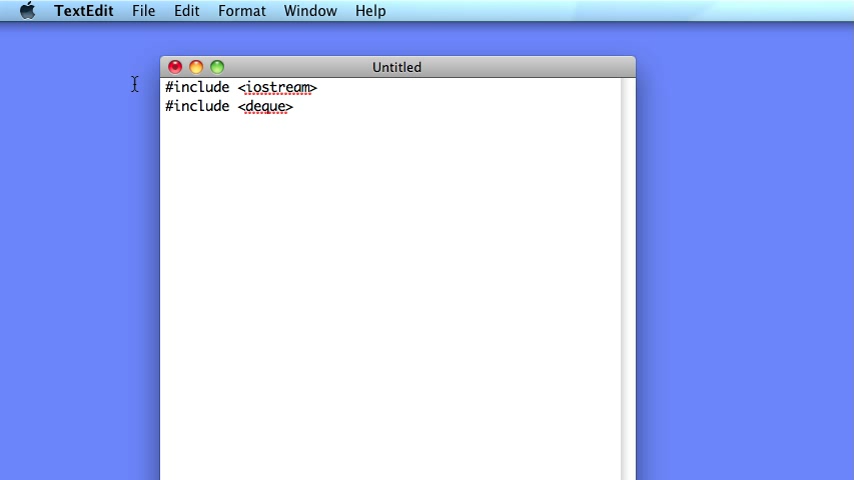 TextEdit File Edit Format Window Help
Untitled
#include <iostream>
#include <deque>